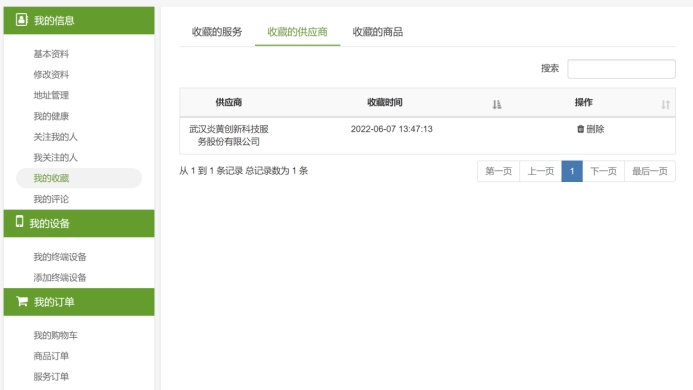 我的信息
基本资料
修改资料
地址管理
我的健康
关注我的人
我关注的人
我的收藏
我的评论
我的设备
我的终端设备
添加终端设备
我的订单
我的购物车
商品订单
服务订单
收藏的服务 收藏的供应商 收藏的商品
搜索
供应商 收藏时间 操作
武汉炎黄创新科技服
务股份有限公司
2022-06-07 13:47:13
删除
从 1 到 1 条记录 总记录数为 1 条
第一页 上一页 1 下一页 最后一页